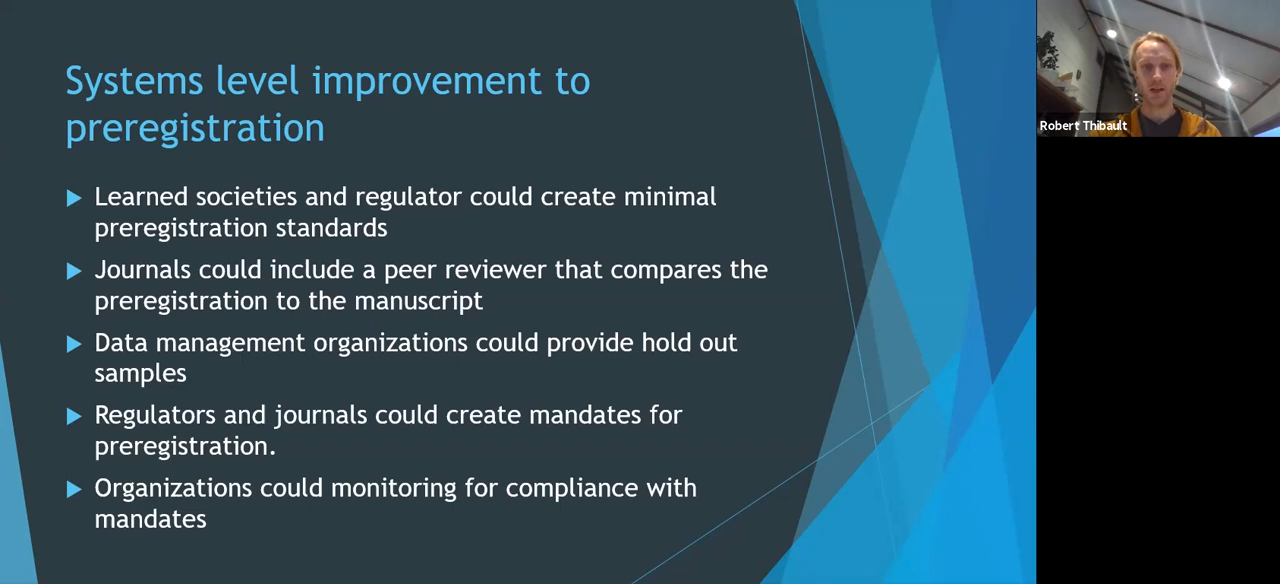 Systems level improvement to
preregistration
Learned societies and regulator could create minimal
preregistration standards
Journals could include a peer reviewer that compares the
preregistration to the manuscript
Data management organizations could provide hold out
samples
Regulators and journals could create mandates for
preregistration.
Organizations could monitoring for compliance with
mandates
Robert Thibault